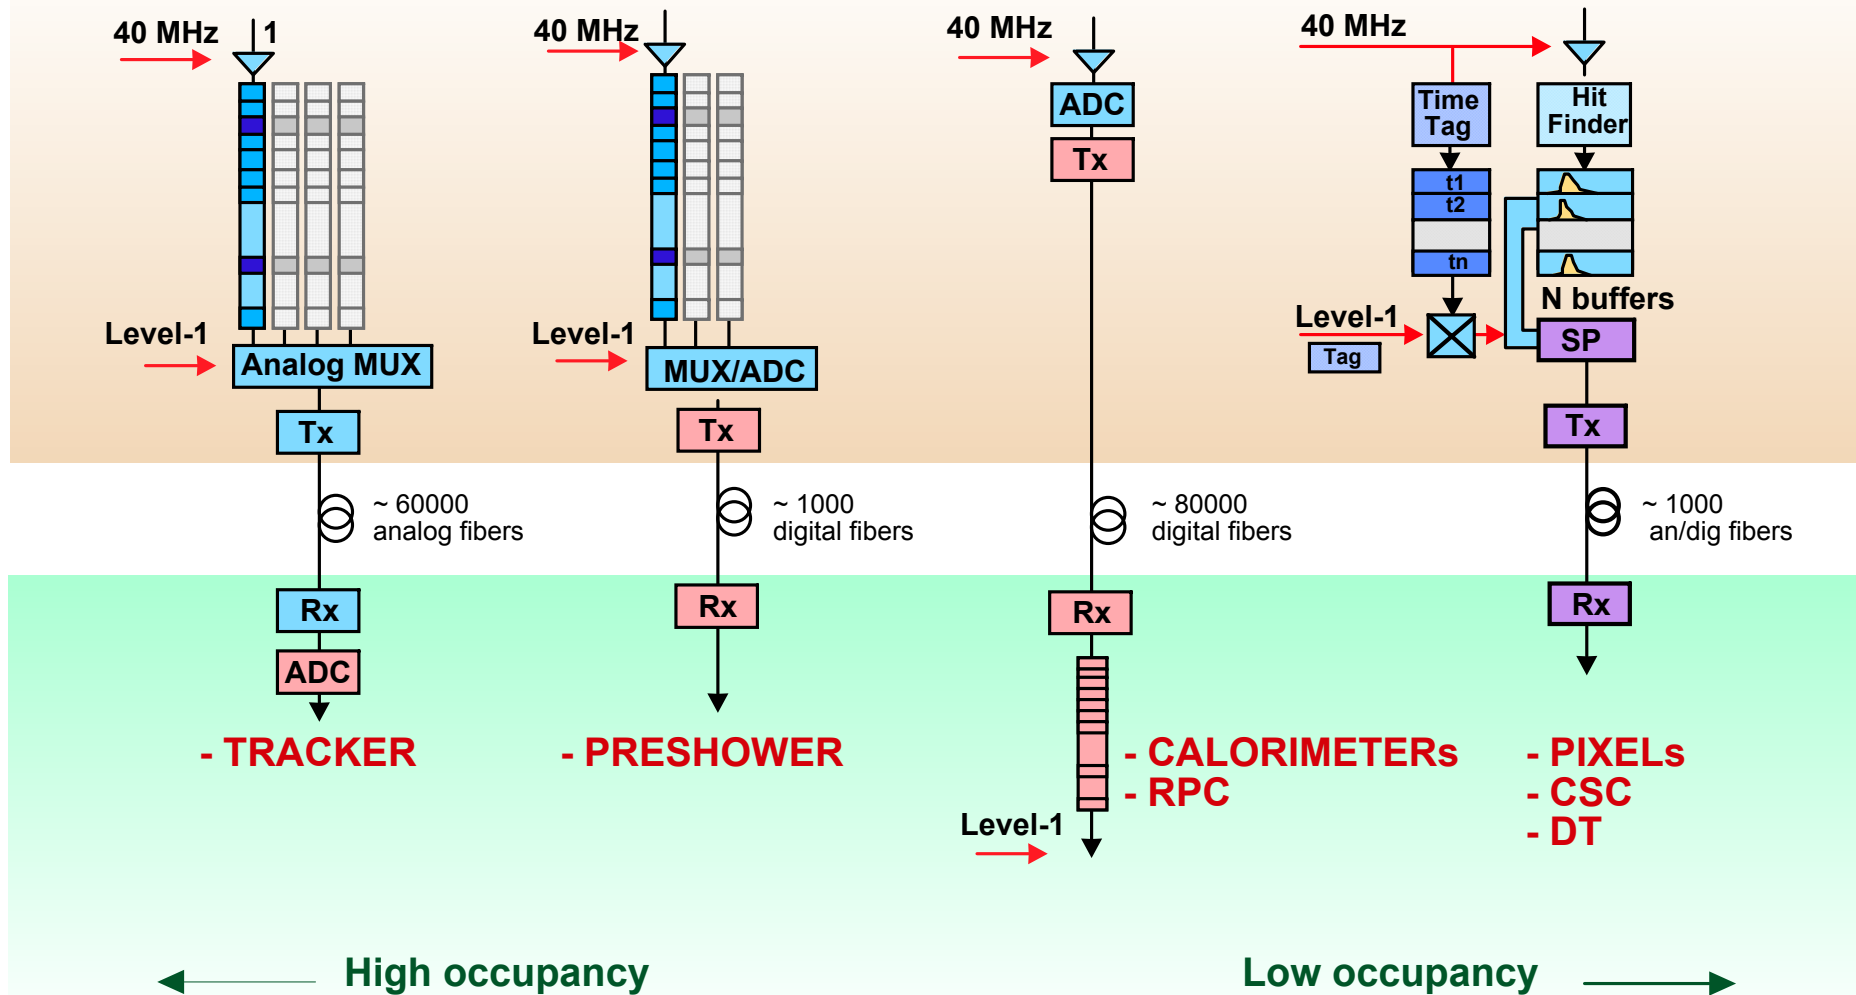 40 MHz
1
Level-1
Analog MUX
Tx
~ 60000
analog fibers
Rx
ADC
- TRACKER
40 MHz
Level-1
MUX/ADC
Tx
~ 1000
digital fibers
Rx
- PRESHOWER
40 MHz
ADC
Tx
~ 80000
digital fibers
Rx
- CALORIMETERs
- RPC
Level-1
40 MHz
Time
Tag
Hit
Finder
t1
t2
tn
N buffers
Level-1
Tag
SP
Tx
~ 1000
an/dig fibers
Rx
- PIXELs
- CSC
- DT
High occupancy
Low occupancy